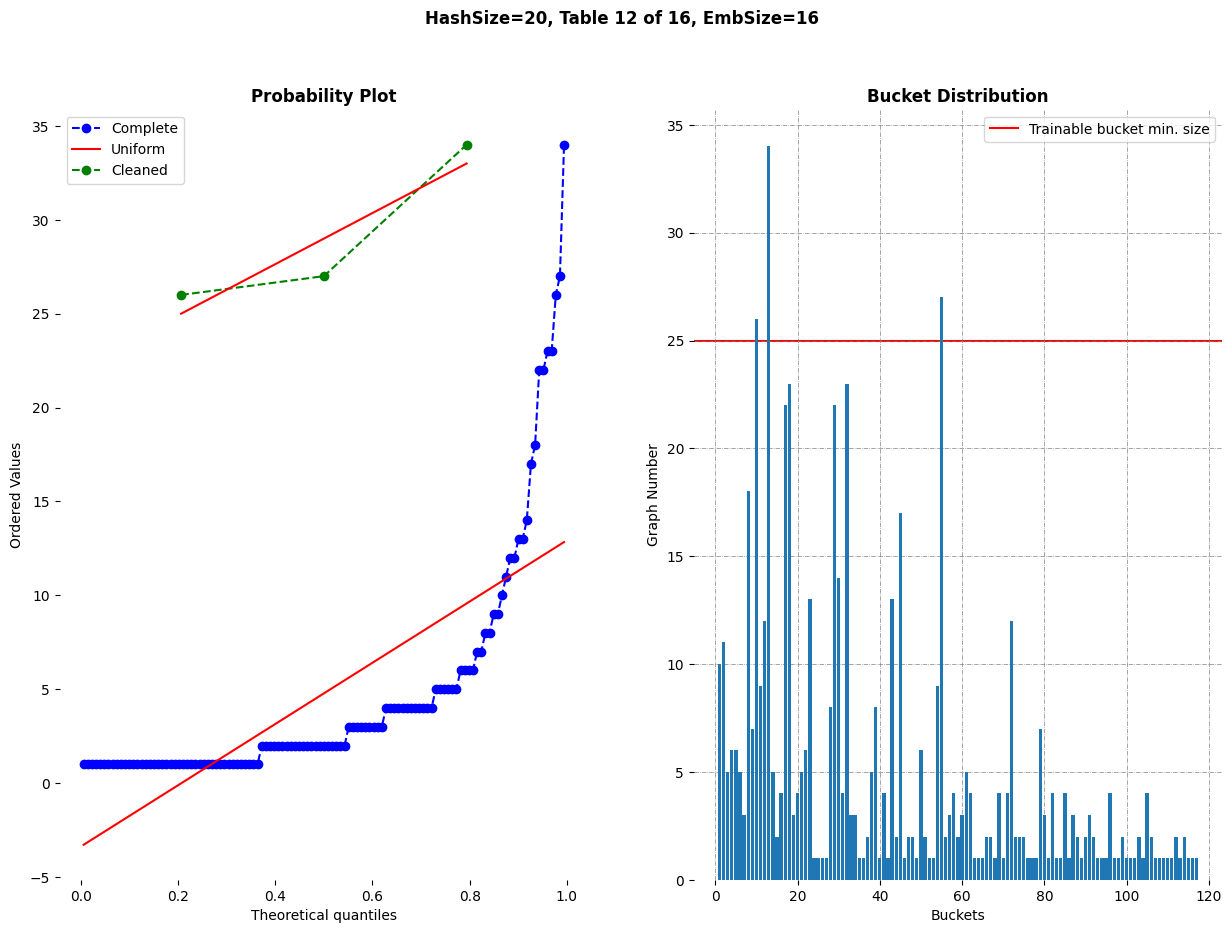 HashSize=20, Table 12 of 16, EmbSize=16
Probability Plot
Complete
Uniform
Cleaned
35
30
25
20
15
10
5
0
−5
Ordered Values
0.0 0.2 0.4 0.6 0.8 1.0
Theoretical quantiles
Bucket Distribution
Trainable bucket min. size
35
30
25
20
15
10
5
0
Graph Number
0 20 40 60 80 100 120
Buckets